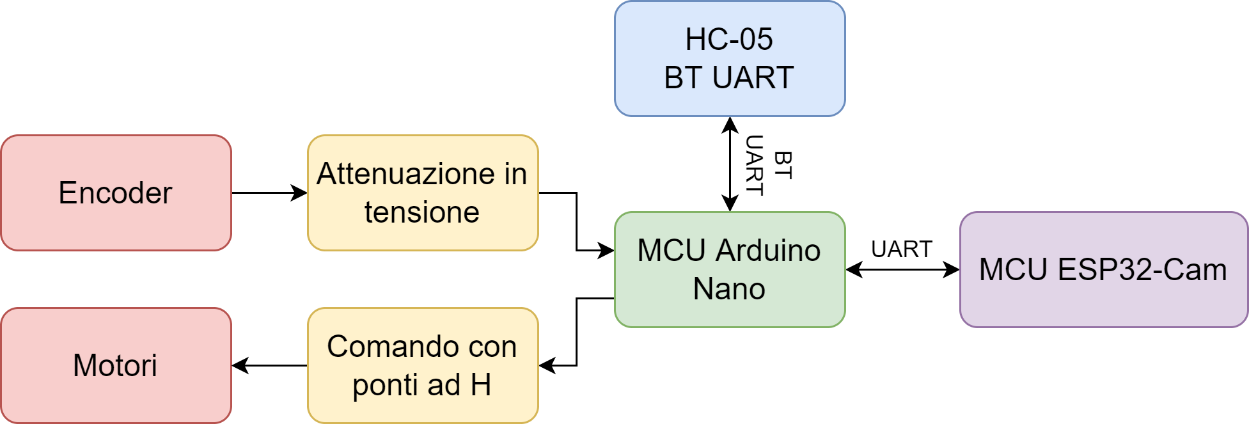 HC-05
BT UART
BT
UART
Encoder
Attenuazione in
tensione
MCU Arduino
Nano
UART
MCU ESP32-Cam
Motori
Comando con
ponti ad H